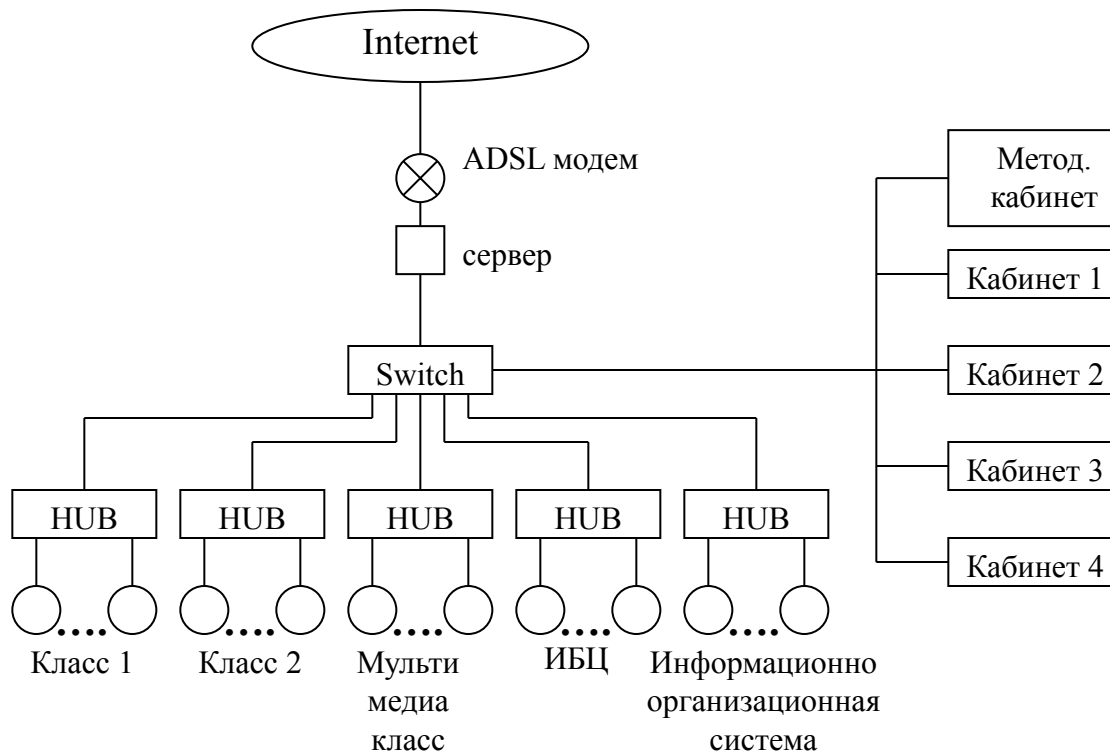 Internet
ADSL модем
сервер
Switch
Метод.
кабинет
Кабинет 1
Кабинет 2
Кабинет 3
Кабинет 4
HUB
HUB
HUB
HUB
HUB
Класс 1
Класс 2
Мульти
медиа
класс
ИБЦ
Информационно
организационная
система